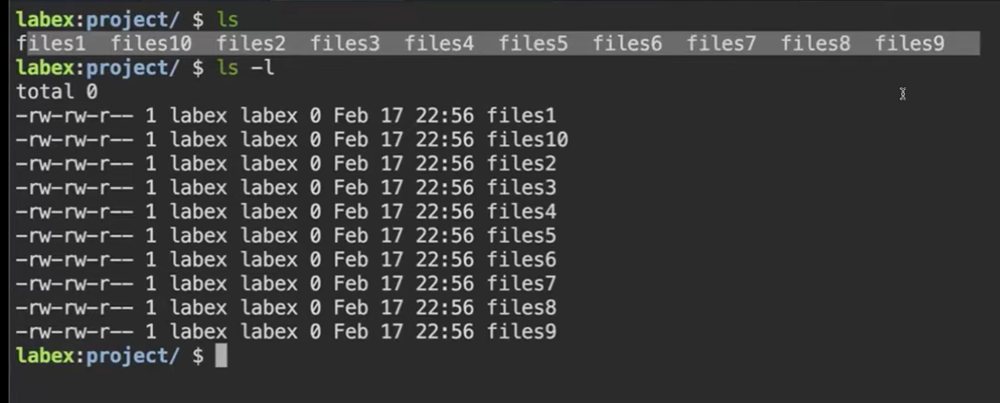 labex:project/ $ ls
files1  files10  files2  files3  files4  files5  files6  files7  files8  files9
labex:project/ $ ls -l
total 0
-rw-rw-r-- 1 labex labex 0 Feb 17 22:56 files1
-rw-rw-r-- 1 labex labex 0 Feb 17 22:56 files10
-rw-rw-r-- 1 labex labex 0 Feb 17 22:56 files2
-rw-rw-r-- 1 labex labex 0 Feb 17 22:56 files3
-rw-rw-r-- 1 labex labex 0 Feb 17 22:56 files4
-rw-rw-r-- 1 labex labex 0 Feb 17 22:56 files5
-rw-rw-r-- 1 labex labex 0 Feb 17 22:56 files6
-rw-rw-r-- 1 labex labex 0 Feb 17 22:56 files7
-rw-rw-r-- 1 labex labex 0 Feb 17 22:56 files8
-rw-rw-r-- 1 labex labex 0 Feb 17 22:56 files9
labex:project/ $